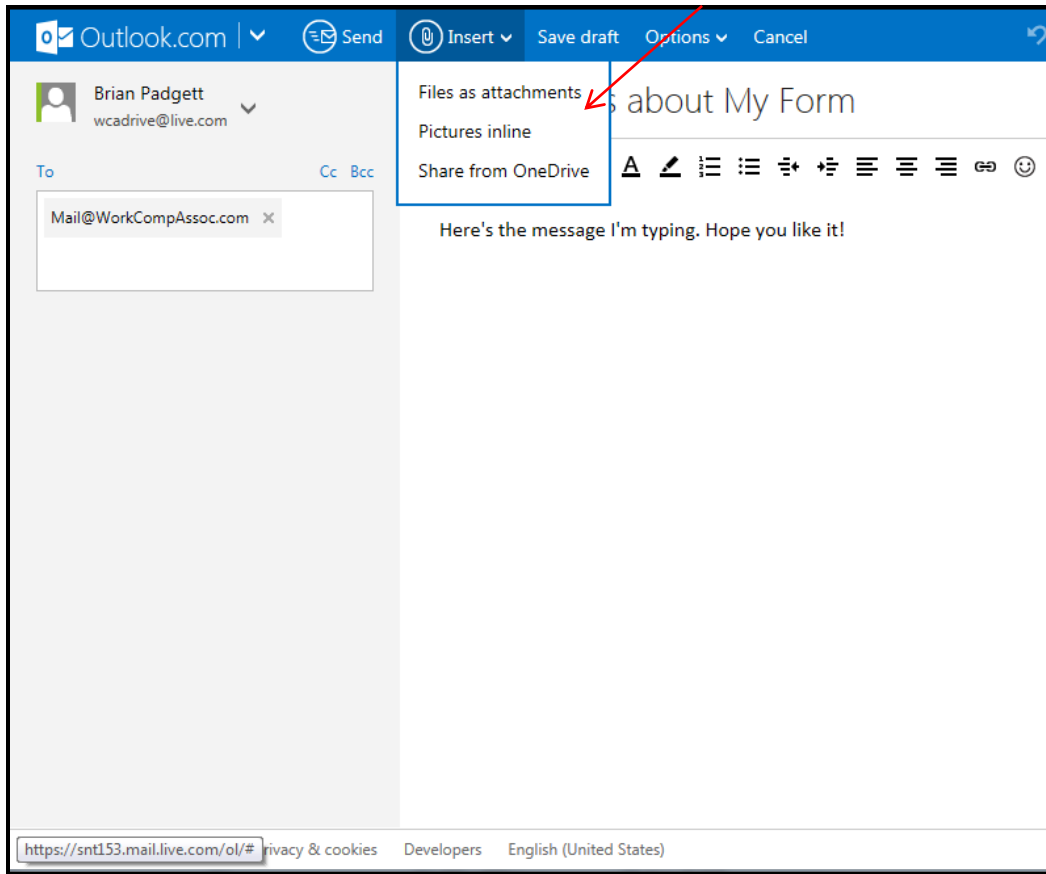 Outlook.com Send Insert Save draft Options Cancel
Brian Padgett
wcadrive@live.com
To Cc Bcc
Mail@WorkCompAssoc.com
Files as attachments
Pictures inline
Share from OneDrive
about My Form
A
Here's the message I'm typing. Hope you like it!
https://snt153.mail.live.com/ol/# rivacy & cookies Developers English (United States)